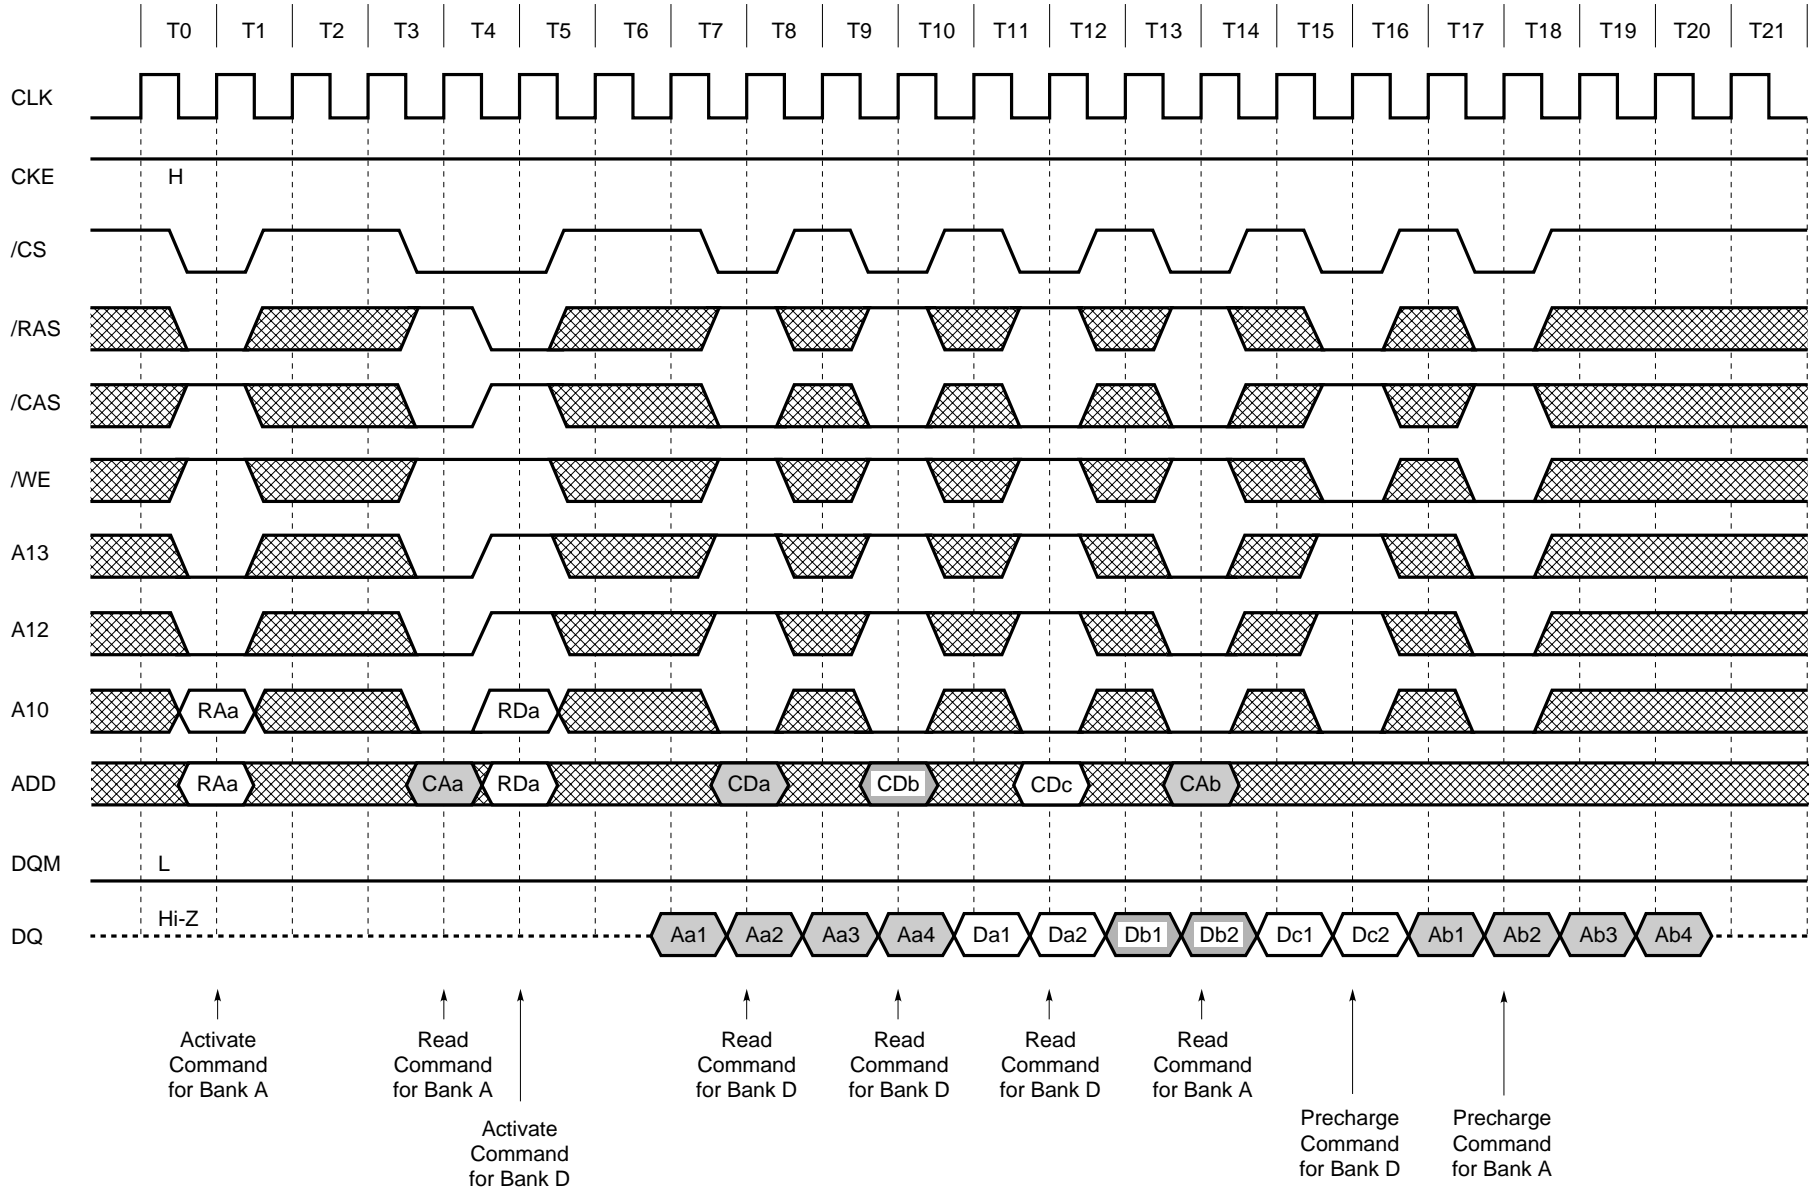 T0 T1 T2 T3 T4 T5 T6 T7 T8 T9 T10 T11 T12 T13 T14 T15 T16 T17 T18 T19 T20 T21
CLK
CKE H
/CS
/RAS
/CAS
/WE
A13
A12
A10 RAa RDa
ADD RAa CAa RDa CDa CDb CDc CAb
DQM L
DQ Hi-Z Aa1 Aa2 Aa3 Aa4 Da1 Da2 Db1 Db2 Dc1 Dc2 Ab1 Ab2 Ab3 Ab4
Activate
Command
for Bank A
Read
Command
for Bank A
Activate
Command
for Bank D
Read
Command
for Bank D
Read
Command
for Bank D
Read
Command
for Bank D
Read
Command
for Bank A
Precharge
Command
for Bank D
Precharge
Command
for Bank A